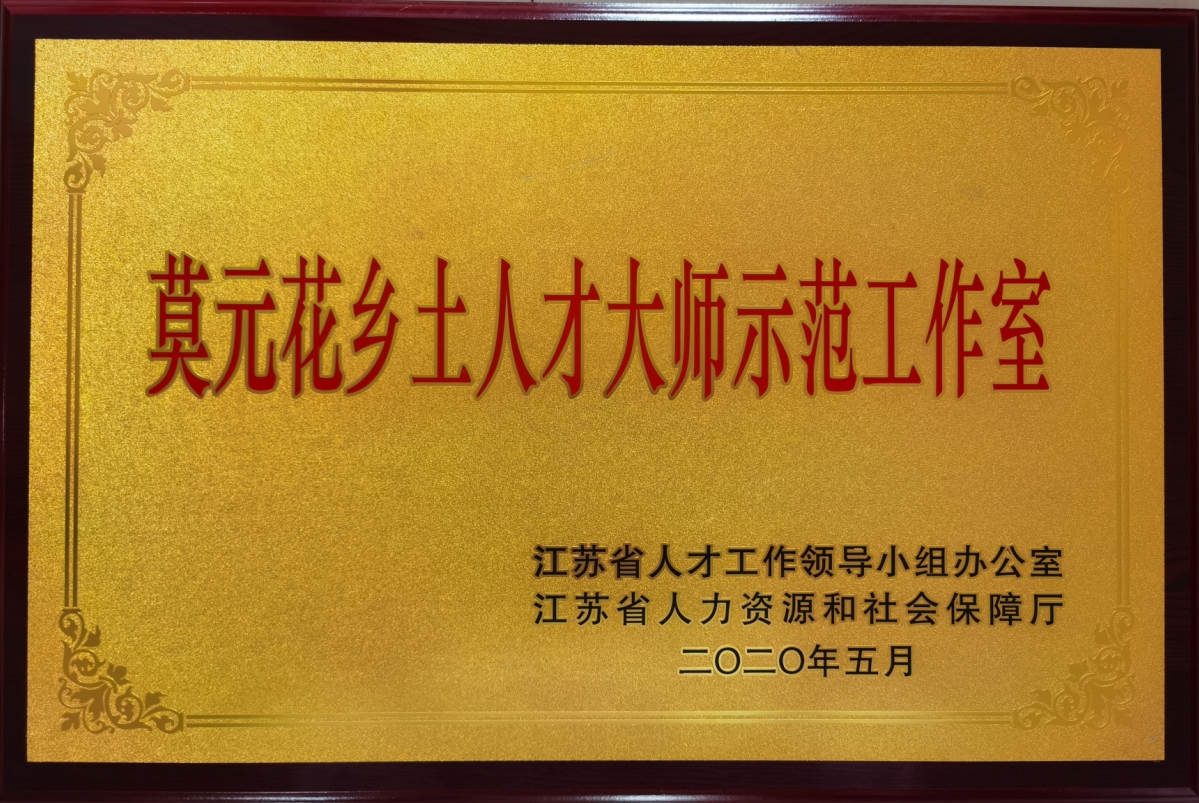 莫元花乡土人才大师示范工作室
江苏省人才工作领导小组办公室
江苏省人力资源和社会保障厅
二〇二〇年五月